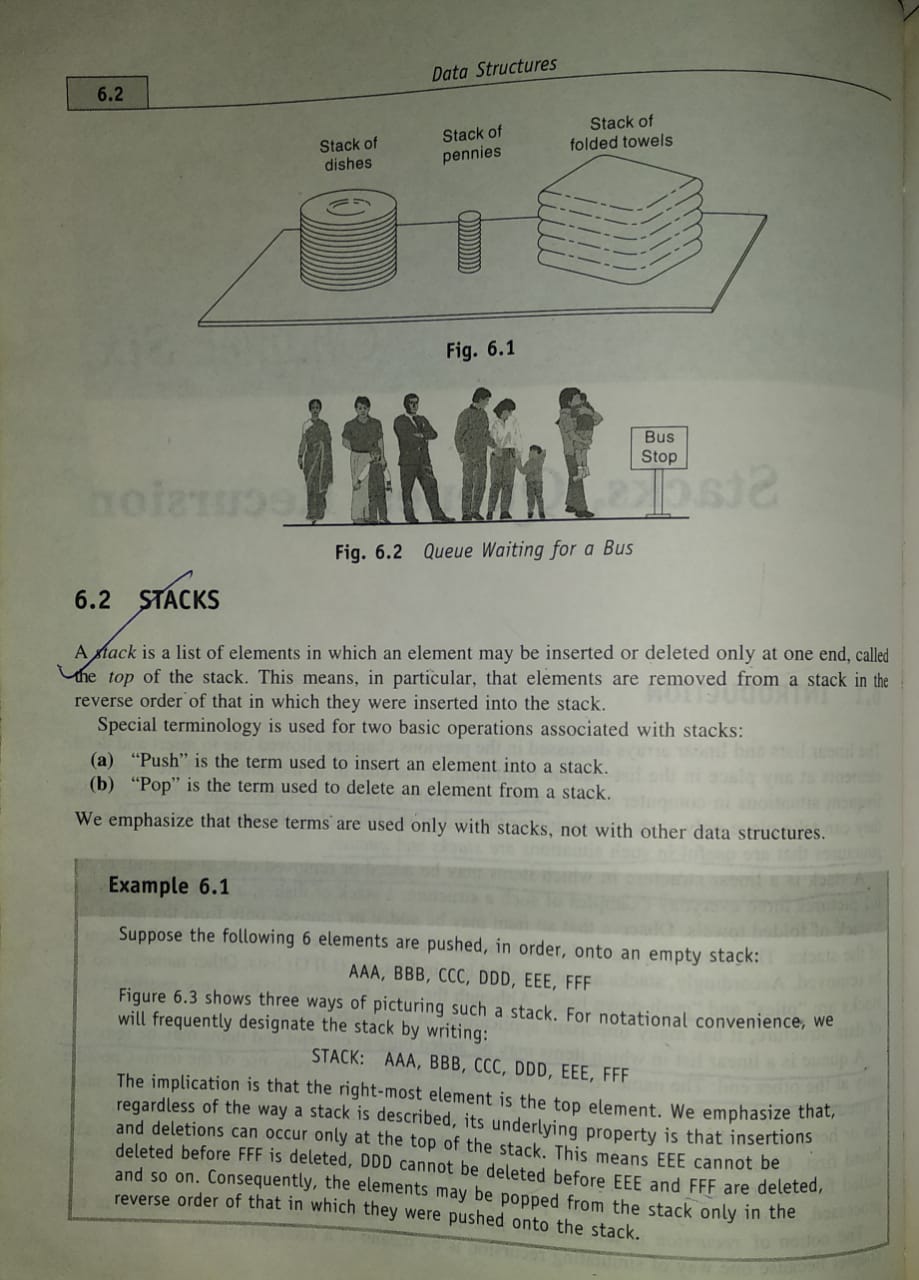 Data Structures
6.2
Stack of
dishes
Stack of
pennies
Stack of
folded towels
Fig. 6.1
Bus
Stop
Fig. 6.2 Queue Waiting for a Bus
6.2 STACKS
A stack is a list of elements in which an element may be inserted or deleted only at one end, called
the top of the stack. This means, in particular, that elements are removed from a stack in the
reverse order of that in which they were inserted into the stack.
Special terminology is used for two basic operations associated with stacks:
(a) “Push” is the term used to insert an element into a stack.
(b) “Pop” is the term used to delete an element from a stack.
We emphasize that these terms are used only with stacks, not with other data structures.
Example 6.1
Suppose the following 6 elements are pushed, in order, onto an empty stack:
AAA, BBB, CCC, DDD, EEE, FFF
Figure 6.3 shows three ways of picturing such a stack. For notational convenience, we
will frequently designate the stack by writing:
STACK: AAA, BBB, CCC, DDD, EEE, FFF
The implication is that the right-most element is the top element. We emphasize that,
regardless of the way a stack is described, its underlying property is that insertions
and deletions can occur only at the top of the stack. This means EEE cannot be
deleted before FFF is deleted, DDD cannot be deleted before EEE and FFF are deleted,
and so on. Consequently, the elements may be popped from the stack only in the
reverse order of that in which they were pushed onto the stack.